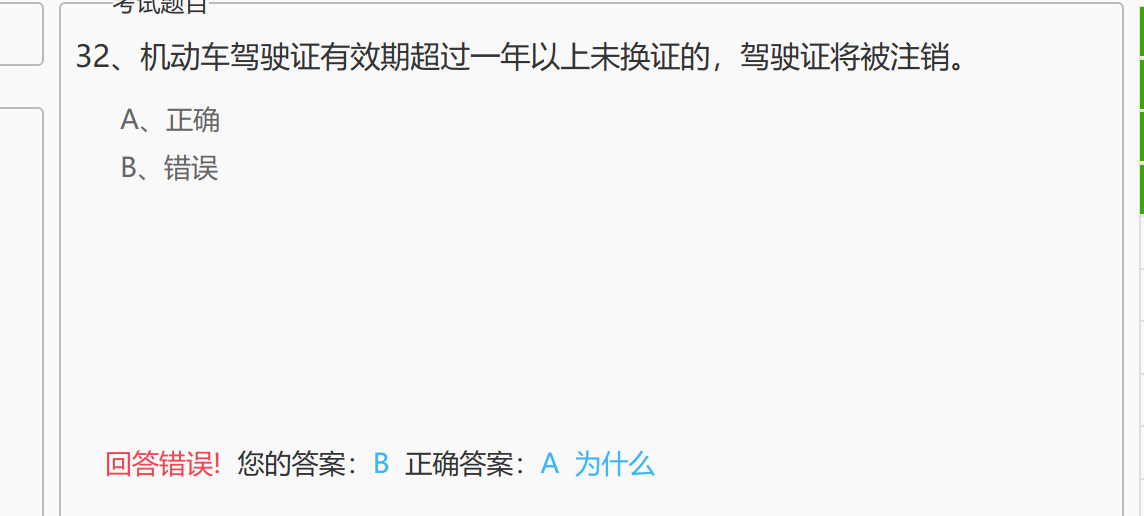 考试题目
32、机动车驾驶证有效期超过一年以上未换证的，驾驶证将被注销。
A、正确
B、错误
回答错误! 您的答案：B 正确答案：A 为什么